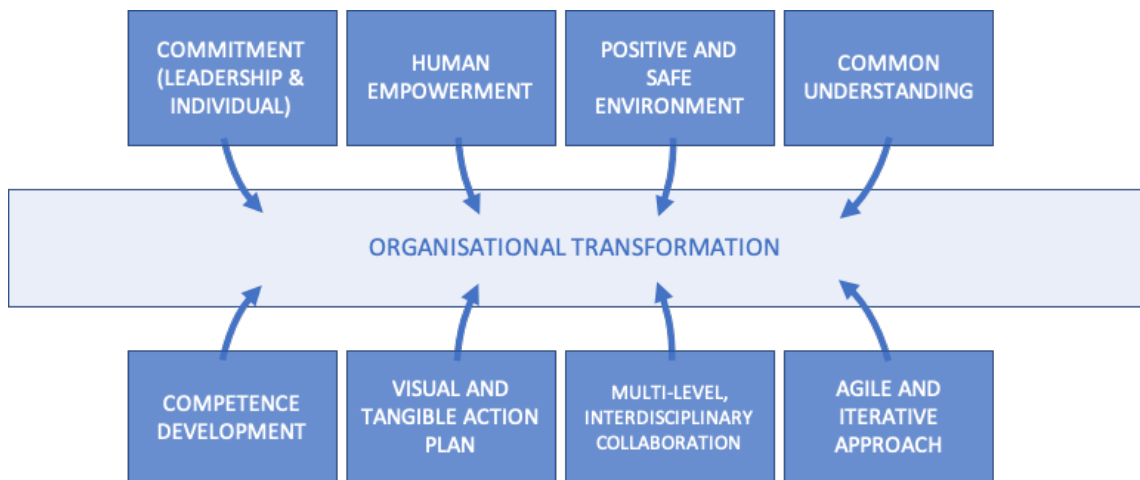 COMMITMENT
(LEADERSHIP &
INDIVIDUAL)
HUMAN
EMPOWERMENT
POSITIVE AND
SAFE
ENVIRONMENT
COMMON
UNDERSTANDING
ORGANISATIONAL TRANSFORMATION
COMPETENCE
DEVELOPMENT
VISUAL AND
TANGIBLE ACTION
PLAN
MULTI-LEVEL,
INTERDISCIPLINARY
COLLABORATION
AGILE AND
ITERATIVE
APPROACH